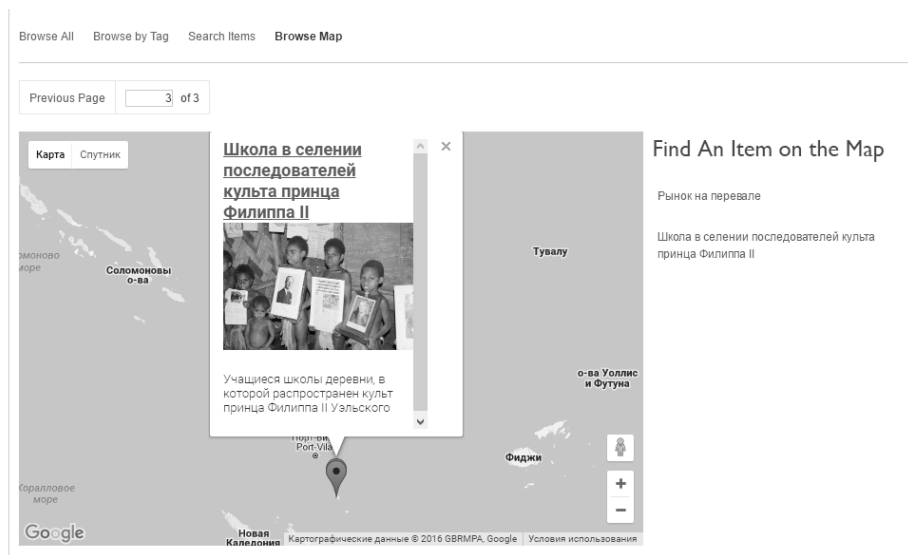 Browse All Browse by Tag Search Items Browse Map
Previous Page 3 of 3
Карта Спутник
Школа в селении
последователей
культа принца
Филиппа II
Учащиеся школы деревни, в
которой распространен культ
принца Филиппа II Уэльского
Find An Item on the Map
Рынок на перевале
Школа в селении последователей культа
принца Филиппа II
море
Соломоновы
о-ва
Тувалу
о-ва Уоллис
и Футуна
Port-Vila
Фиджи
Коралловое
море
Новая
Каледония
Google
Картографические данные © 2016 GBRMPA, Google Условия использования